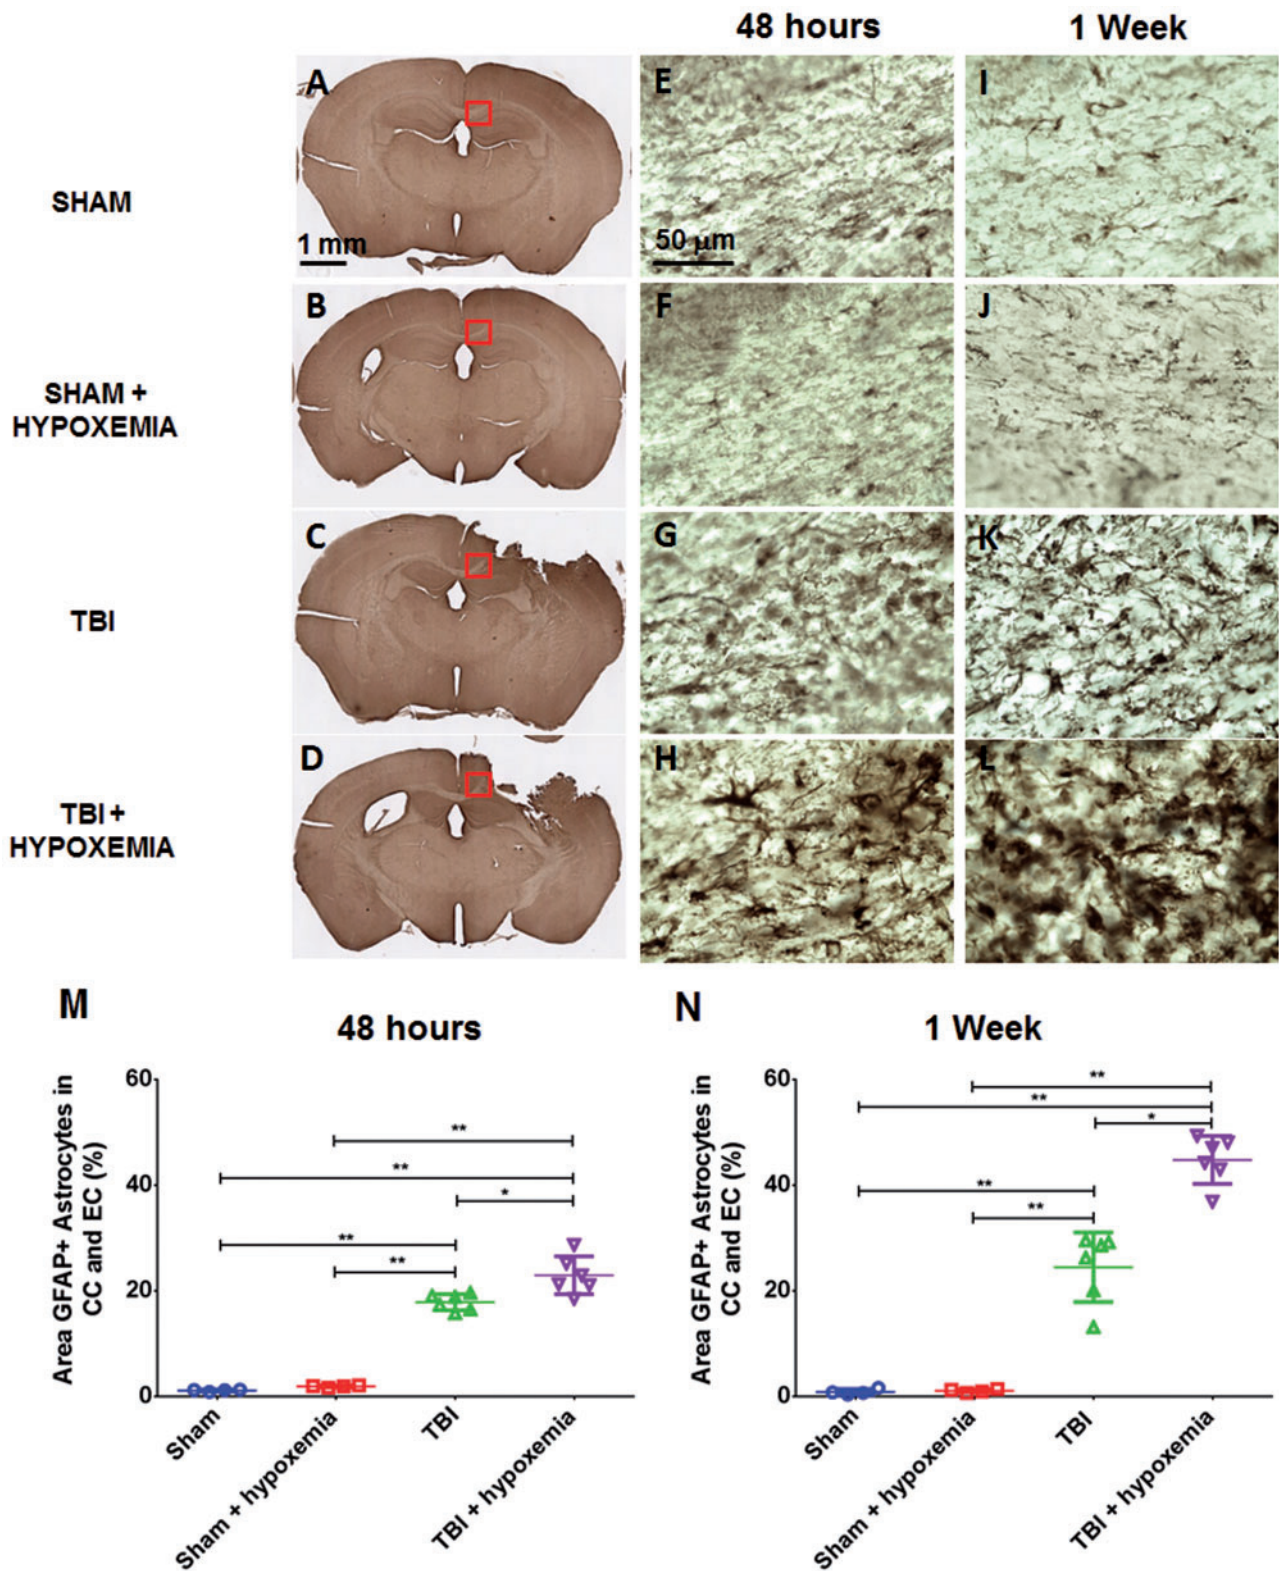 48 hours 1 Week
A E I
SHAM
1 mm 50 µm
B F J
SHAM +
HYPOXEMIA
C G K
TBI
D H L
TBI +
HYPOXEMIA
M 48 hours
Area GFAP+ Astrocytes in
CC and EC (%)
60
40
20
0
**
**
*
**
**
Sham
Sham + hypoxemia
TBI
TBI + hypoxemia
N 1 Week
Area GFAP+ Astrocytes in
CC and EC (%)
60
40
20
0
**
**
*
**
**
Sham
Sham + hypoxemia
TBI
TBI + hypoxemia